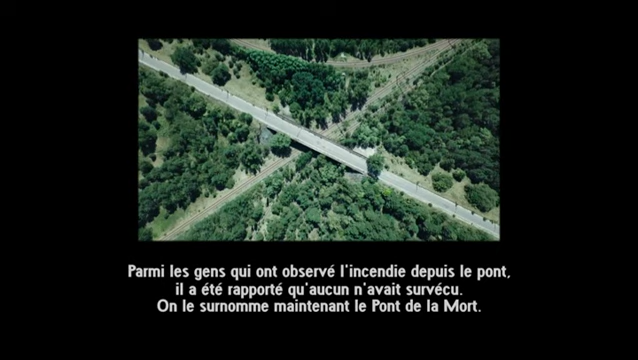 Parmi les gens qui ont observé l'incendie depuis le pont,
il a été rapporté qu'aucun n'avait survécu.
On le surnomme maintenant le Pont de la Mort.